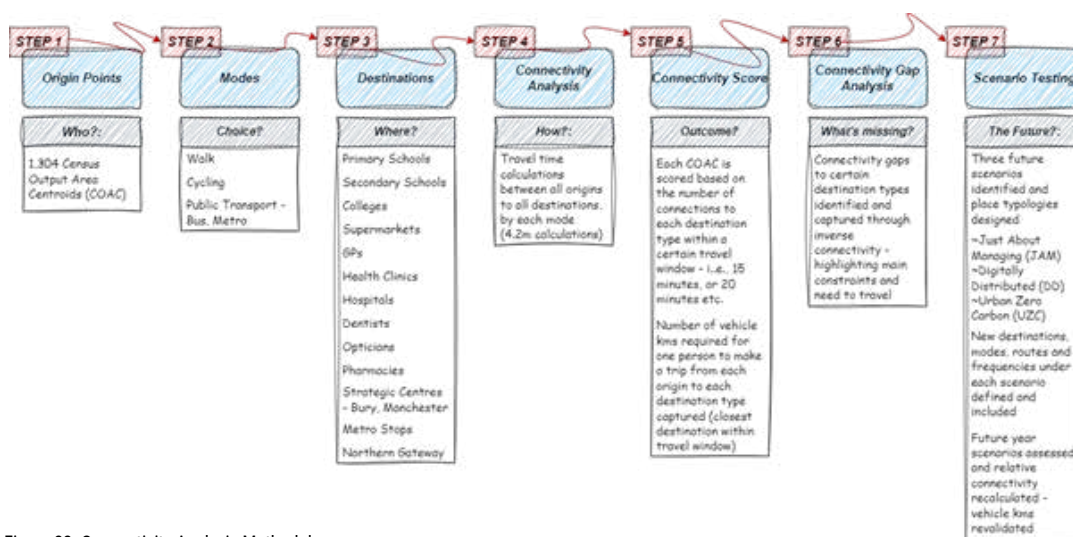 STEP 1
Origin Points
Who?:
1,304 Census
Output Area
Centroids (COAC)
STEP 2
Modes
Choice?
Walk
Cycling
Public Transport -
Bus, Metro
STEP 3
Destinations
Where?
Primary Schools
Secondary Schools
Colleges
Supermarkets
GPs
Health Clinics
Hospitals
Dentists
Opticians
Pharmacies
Strategic Centres
- Bury, Manchester
Metro Stops
Northern Gateway
STEP 4
Connectivity
Analysis
How?:
Travel time
calculations
between all origins
to all destinations,
by each mode
(4.2m calculations)
STEP 5
Connectivity Score
Outcome?
Each COAC is
scored based on
the number of
connections to
each destination
type within a
certain travel
window - i.e., 15
minutes, or 20
minutes etc.
Number of vehicle
kms required for
one person to make
a trip from each
origin to each
destination type
captured (closest
destination within
travel window)
STEP 6
Connectivity Gap
Analysis
What's missing?
Connectivity gaps
to certain
destination types
identified and
captured through
inverse
connectivity -
highlighting main
constraints and
need to travel
STEP 7
Scenario Testing
The Future?:
Three future
scenarios
identified and
place typologies
designed
~Just About
Managing (JAM)
~Digitally
Distributed (DD)
~Urban Zero
Carbon (UZC)
New destinations,
modes, routes and
frequencies under
each scenario
defined and
included
Future year
scenarios assessed
and relative
connectivity
recalculated -
vehicle kms
revalidated